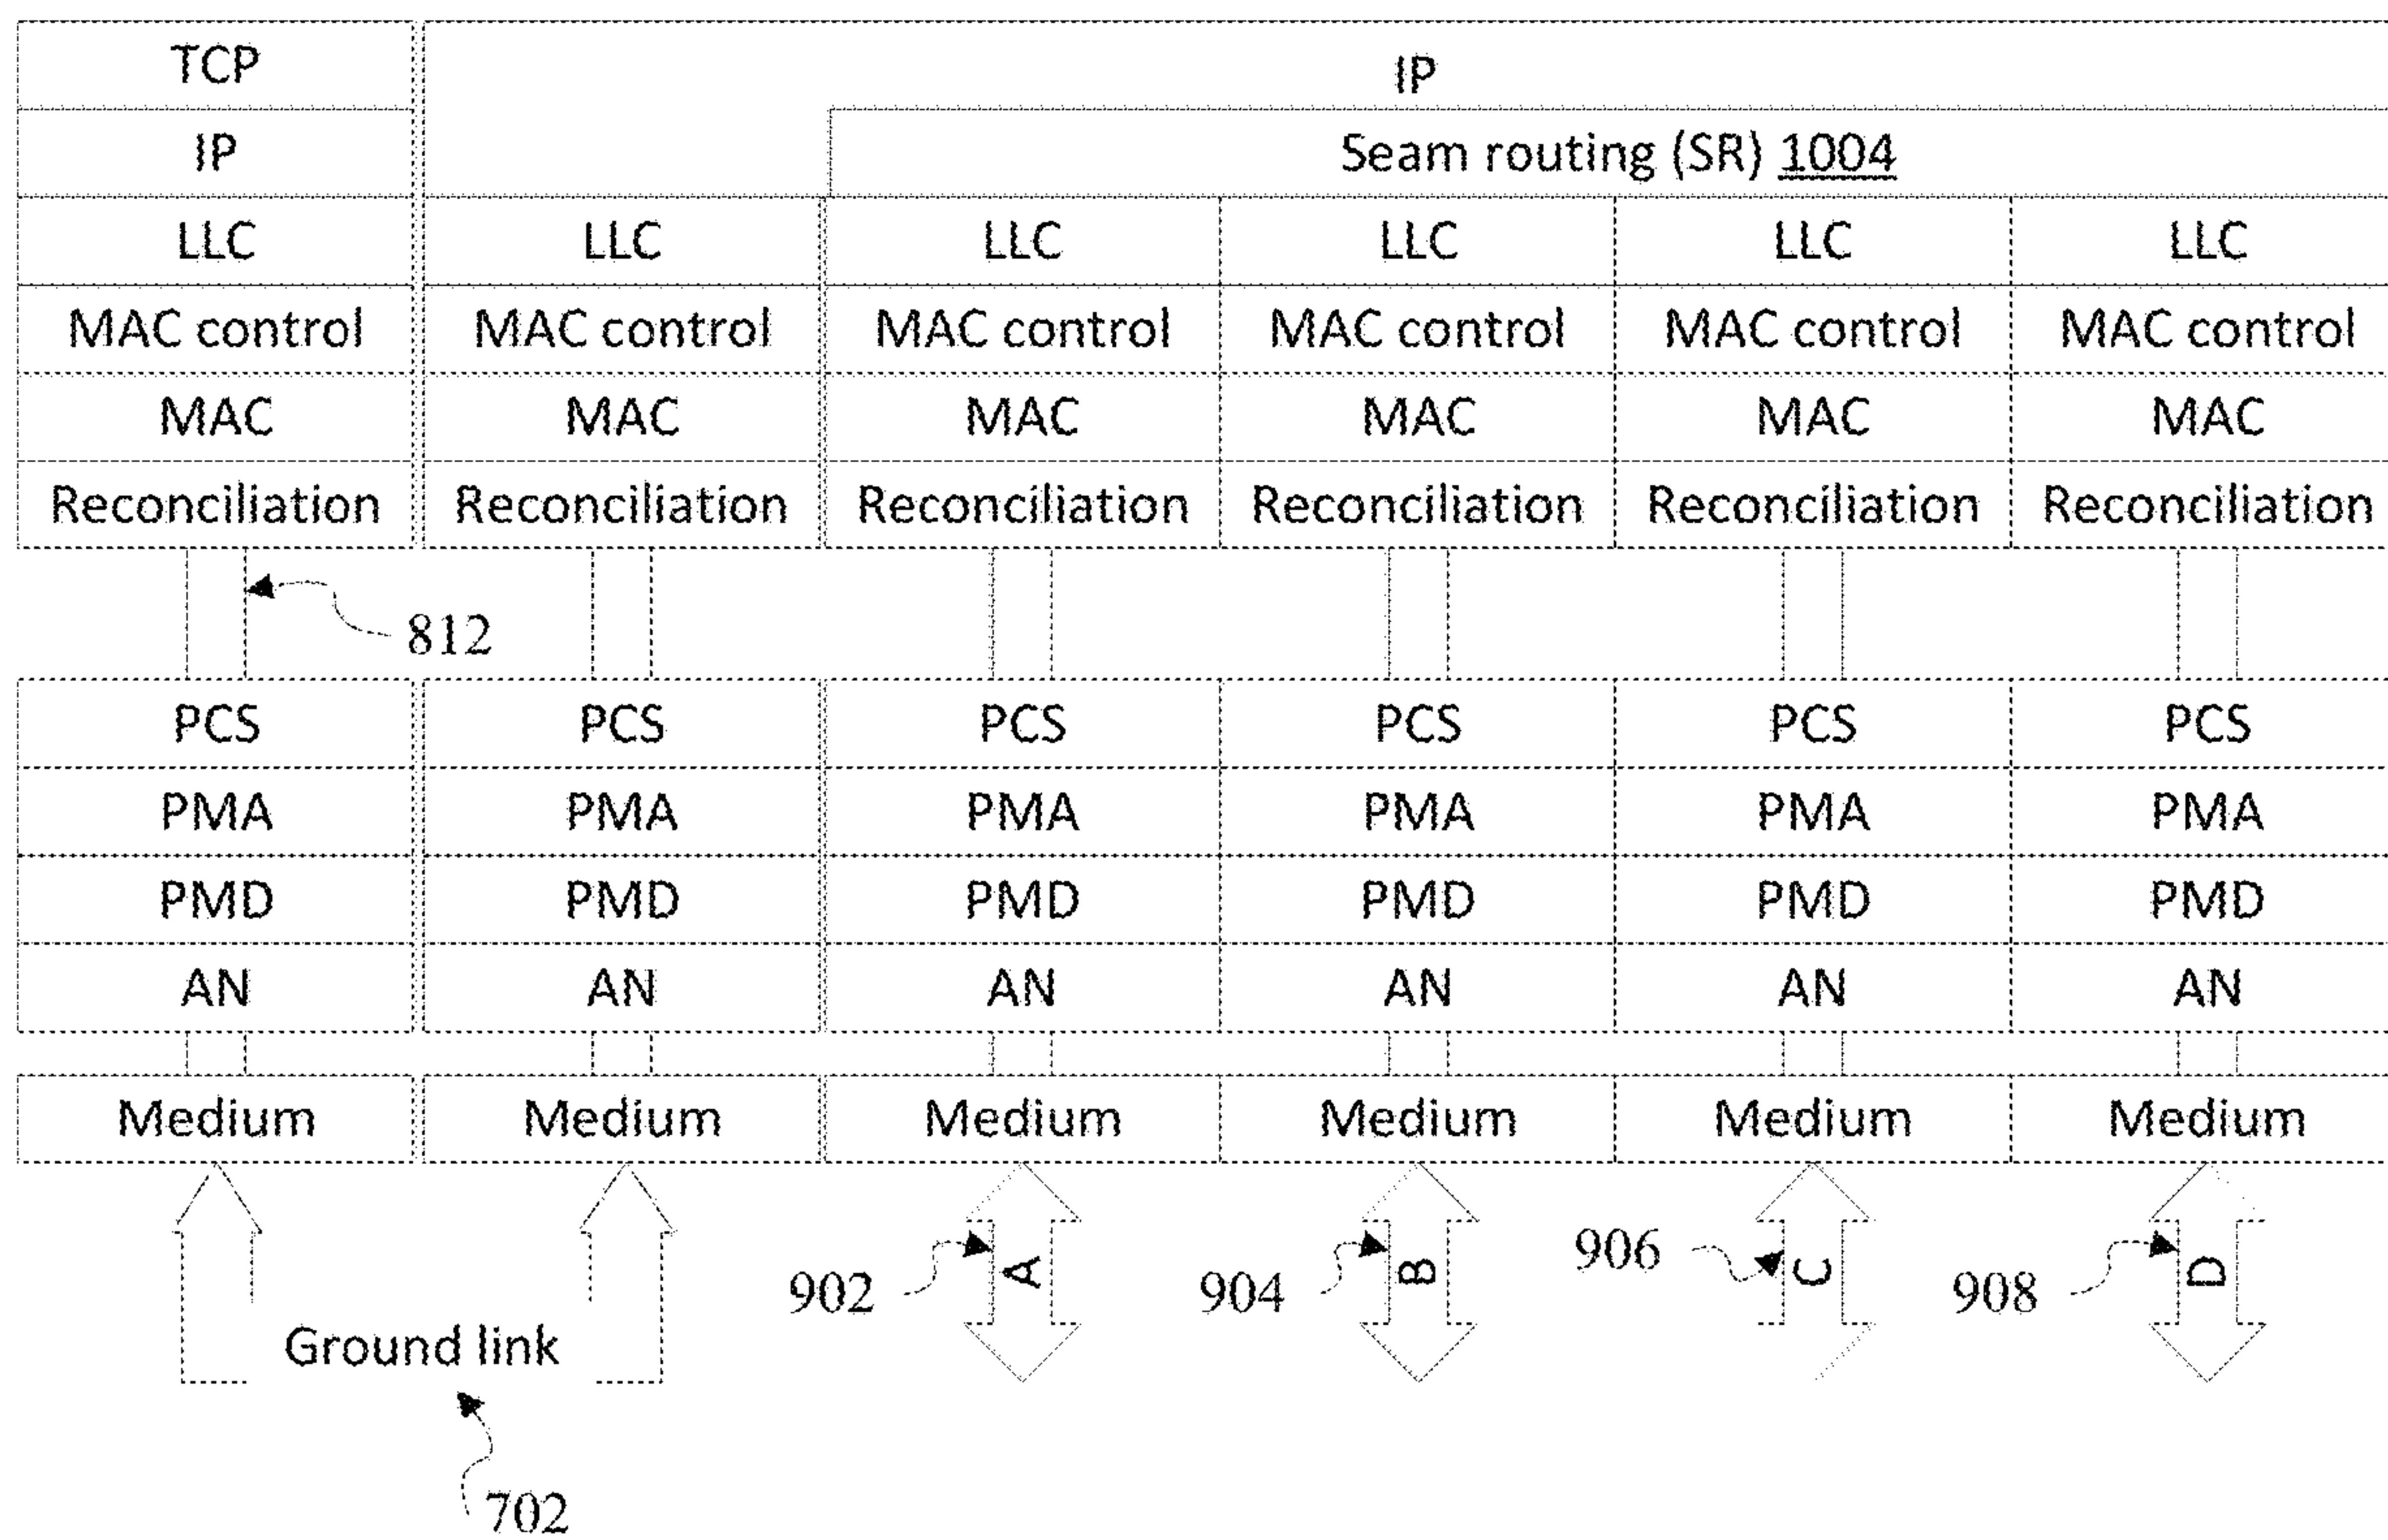 TCP
IP
IP
Seam routing (SR) 1004
LLC LLC LLC LLC LLC LLC
MAC control MAC control MAC control MAC control MAC control MAC control
MAC MAC MAC MAC MAC MAC
Reconciliation Reconciliation Reconciliation Reconciliation Reconciliation Reconciliation
812
PCS PCS PCS PCS PCS PCS
PMA PMA PMA PMA PMA PMA
PMD PMD PMD PMD PMD PMD
AN AN AN AN AN AN
Medium Medium Medium Medium Medium Medium
902 A 904 B 906 C 908 D
Ground link
702